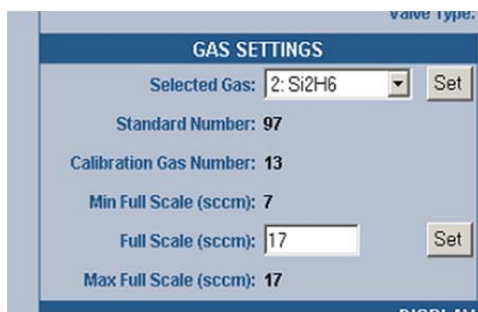 Valve Type:
GAS SETTINGS
Selected Gas: 2: Si2H6 Set
Standard Number: 97
Calibration Gas Number: 13
Min Full Scale (sccm): 7
Full Scale (sccm): 17 Set
Max Full Scale (sccm): 17
DISPLAY